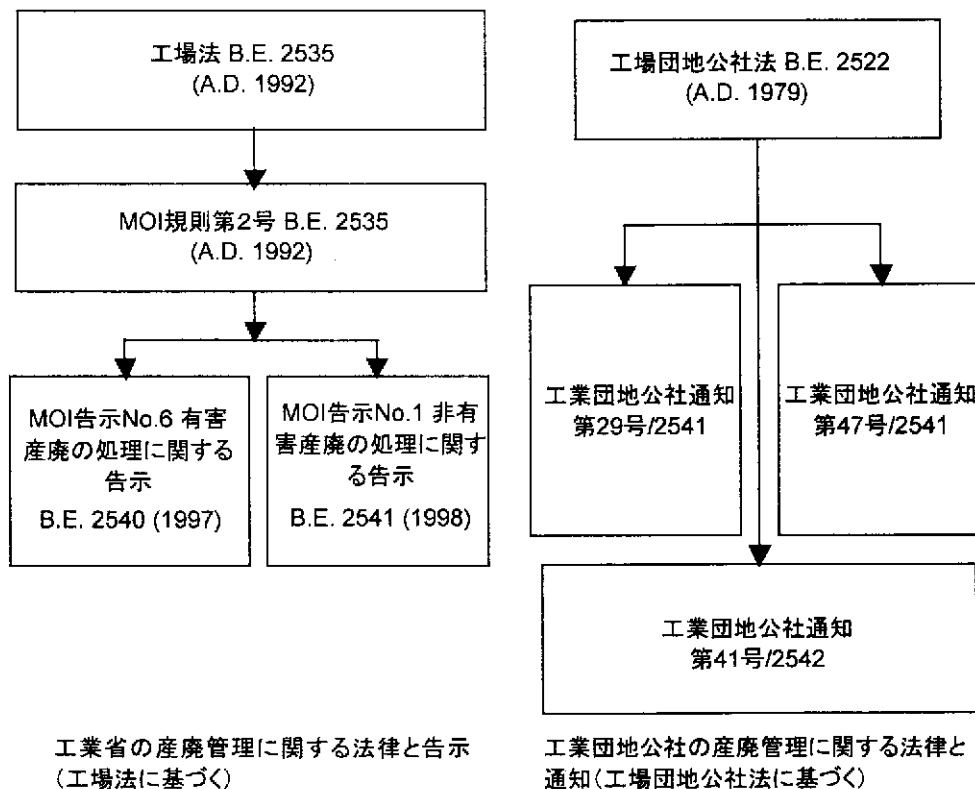 工場法 B.E. 2535
(A.D. 1992)
MOI規則第2号 B.E. 2535
(A.D. 1992)
MOI告示No.6 有害
産廃の処理に関する
告示
B.E. 2540 (1997)
MOI告示No.1 非有
害産廃の処理に関す
る告示
B.E. 2541 (1998)
工業省の産廃管理に関する法律と告示
(工場法に基づく)
工場団地公社法 B.E. 2522
(A.D. 1979)
工業団地公社通知
第29号/2541
工業団地公社通知
第47号/2541
工業団地公社通知
第41号/2542
工業団地公社の産廃管理に関する法律と
通知(工場団地公社法に基づく)